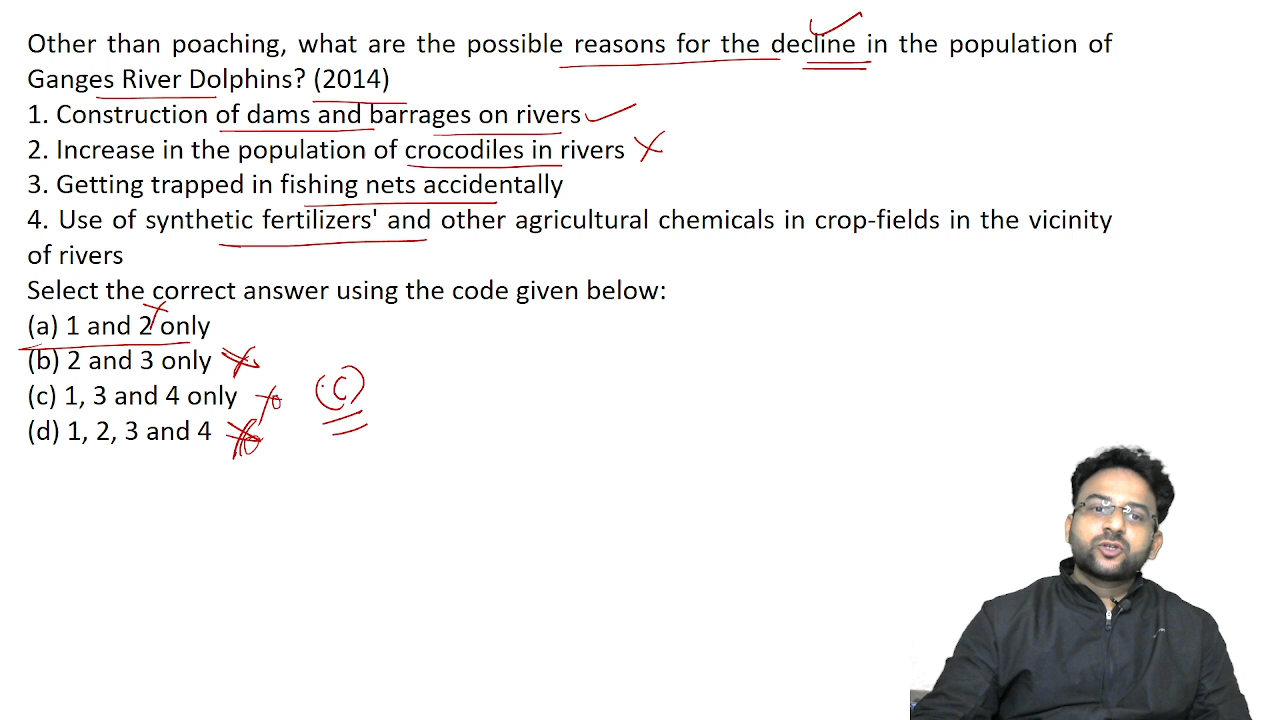 Other than poaching, what are the possible reasons for the decline in the population of
Ganges River Dolphins? (2014)
1. Construction of dams and barrages on rivers
2. Increase in the population of crocodiles in rivers
3. Getting trapped in fishing nets accidentally
4. Use of synthetic fertilizers' and other agricultural chemicals in crop-fields in the vicinity
of rivers
Select the correct answer using the code given below:
(a) 1 and 2 only
(b) 2 and 3 only
(c) 1, 3 and 4 only
(C)
(d) 1, 2, 3 and 4